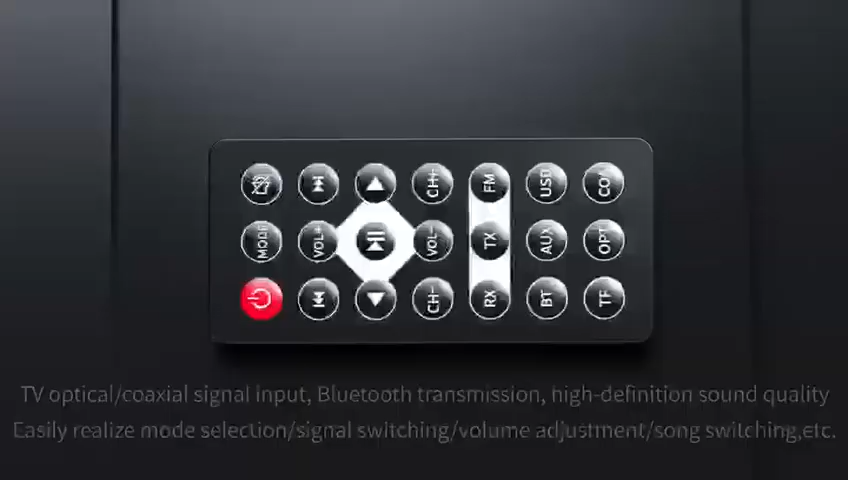 CH+ FM USB CO
MODE VOL+ VOL- TX AUX OPT
CH- RX BT TF
TV optical/coaxial signal input, Bluetooth transmission, high-definition sound quality
Easily realize mode selection/signal switching/volume adjustment/song switching,etc.